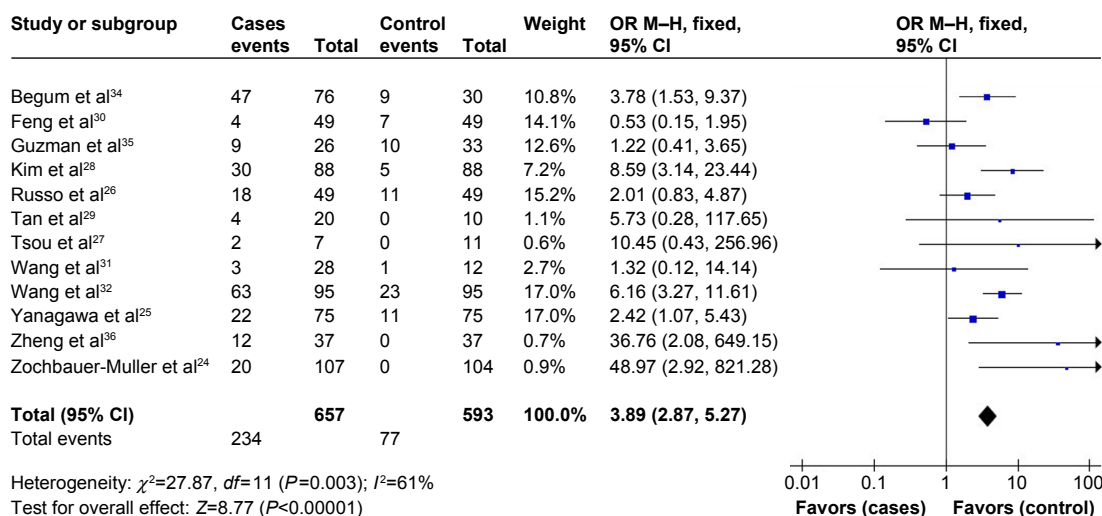 Study or subgroup Cases events Total Control events Total Weight OR M–H, fixed, 95% CI OR M–H, fixed, 95% CI
Begum et al34 47 76 9 30 10.8% 3.78 (1.53, 9.37)
Feng et al30 4 49 7 49 14.1% 0.53 (0.15, 1.95)
Guzman et al35 9 26 10 33 12.6% 1.22 (0.41, 3.65)
Kim et al28 30 88 5 88 7.2% 8.59 (3.14, 23.44)
Russo et al26 18 49 11 49 15.2% 2.01 (0.83, 4.87)
Tan et al29 4 20 0 10 1.1% 5.73 (0.28, 117.65)
Tsou et al27 2 7 0 11 0.6% 10.45 (0.43, 256.96)
Wang et al31 3 28 1 12 2.7% 1.32 (0.12, 14.14)
Wang et al32 63 95 23 95 17.0% 6.16 (3.27, 11.61)
Yanagawa et al25 22 75 11 75 17.0% 2.42 (1.07, 5.43)
Zheng et al36 12 37 0 37 0.7% 36.76 (2.08, 649.15)
Zochbauer-Muller et al24 20 107 0 104 0.9% 48.97 (2.92, 821.28)
Total (95% CI) 657 593 100.0% 3.89 (2.87, 5.27)
Total events 234 77
Heterogeneity: χ²=27.87, df=11 (P=0.003); I²=61%
Test for overall effect: Z=8.77 (P<0.00001)
0.01 0.1 1 10 100
Favors (cases) Favors (control)